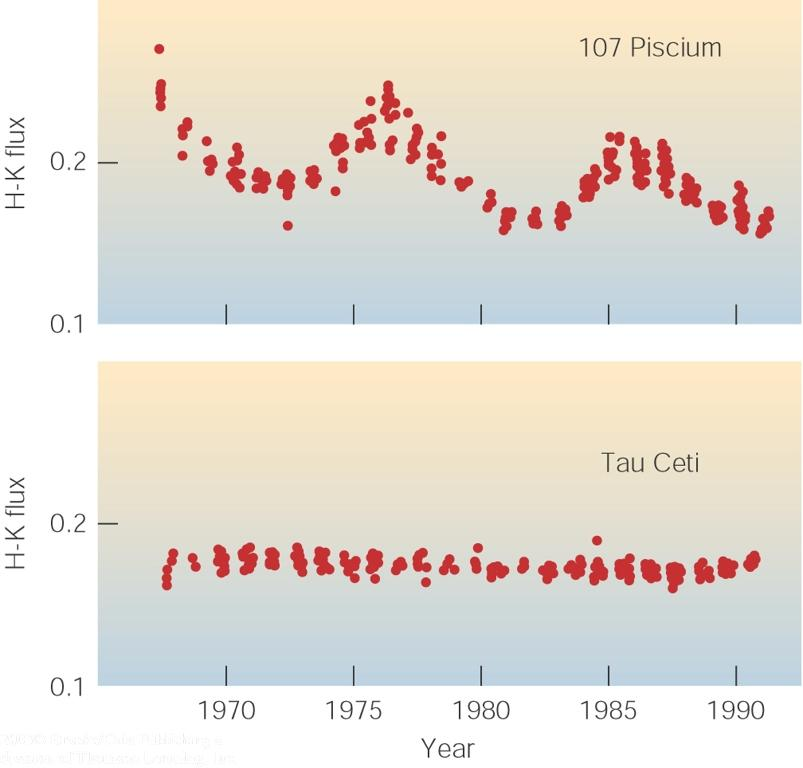 107 Piscium
H-K flux
0.2
0.1
Tau Ceti
H-K flux
0.2
0.1
1970 1975 1980 1985 1990
Year